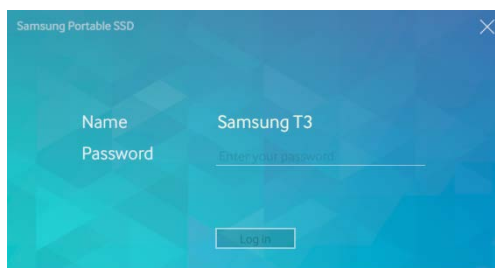 Samsung Portable SSD
Name Samsung T3
Password Enter your password
Log in